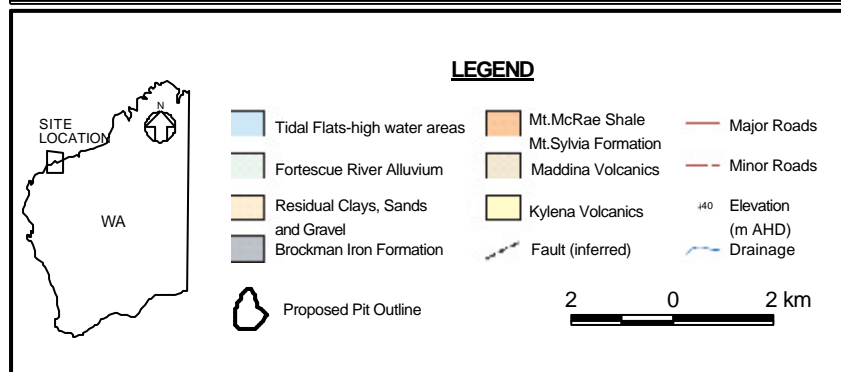 LEGEND
N
SITE
LOCATION
WA
Tidal Flats-high water areas
Fortescue River Alluvium
Residual Clays, Sands
and Gravel
Brockman Iron Formation
Proposed Pit Outline
Mt.McRae Shale
Mt.Sylvia Formation
Maddina Volcanics
Kylena Volcanics
Fault (inferred)
Major Roads
Minor Roads
40 Elevation
(m AHD)
Drainage
2 0 2 km